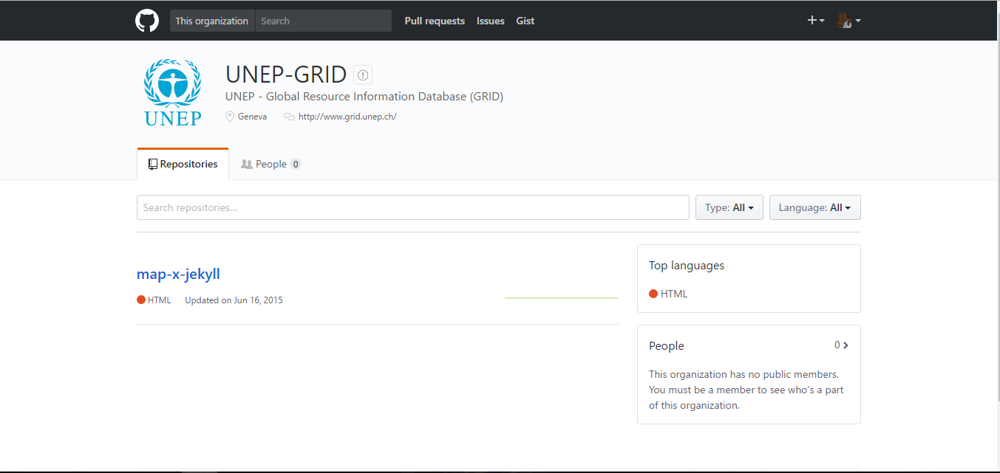 This organization Search Pull requests Issues Gist
UNEP
UNEP-GRID
UNEP - Global Resource Information Database (GRID)
Geneva http://www.grid.unep.ch/
Repositories People 0
Search repositories... Type: All Language: All
map-x-jekyll
HTML Updated on Jun 16, 2015
Top languages
HTML
People 0
This organization has no public members.
You must be a member to see who's a part
of this organization.